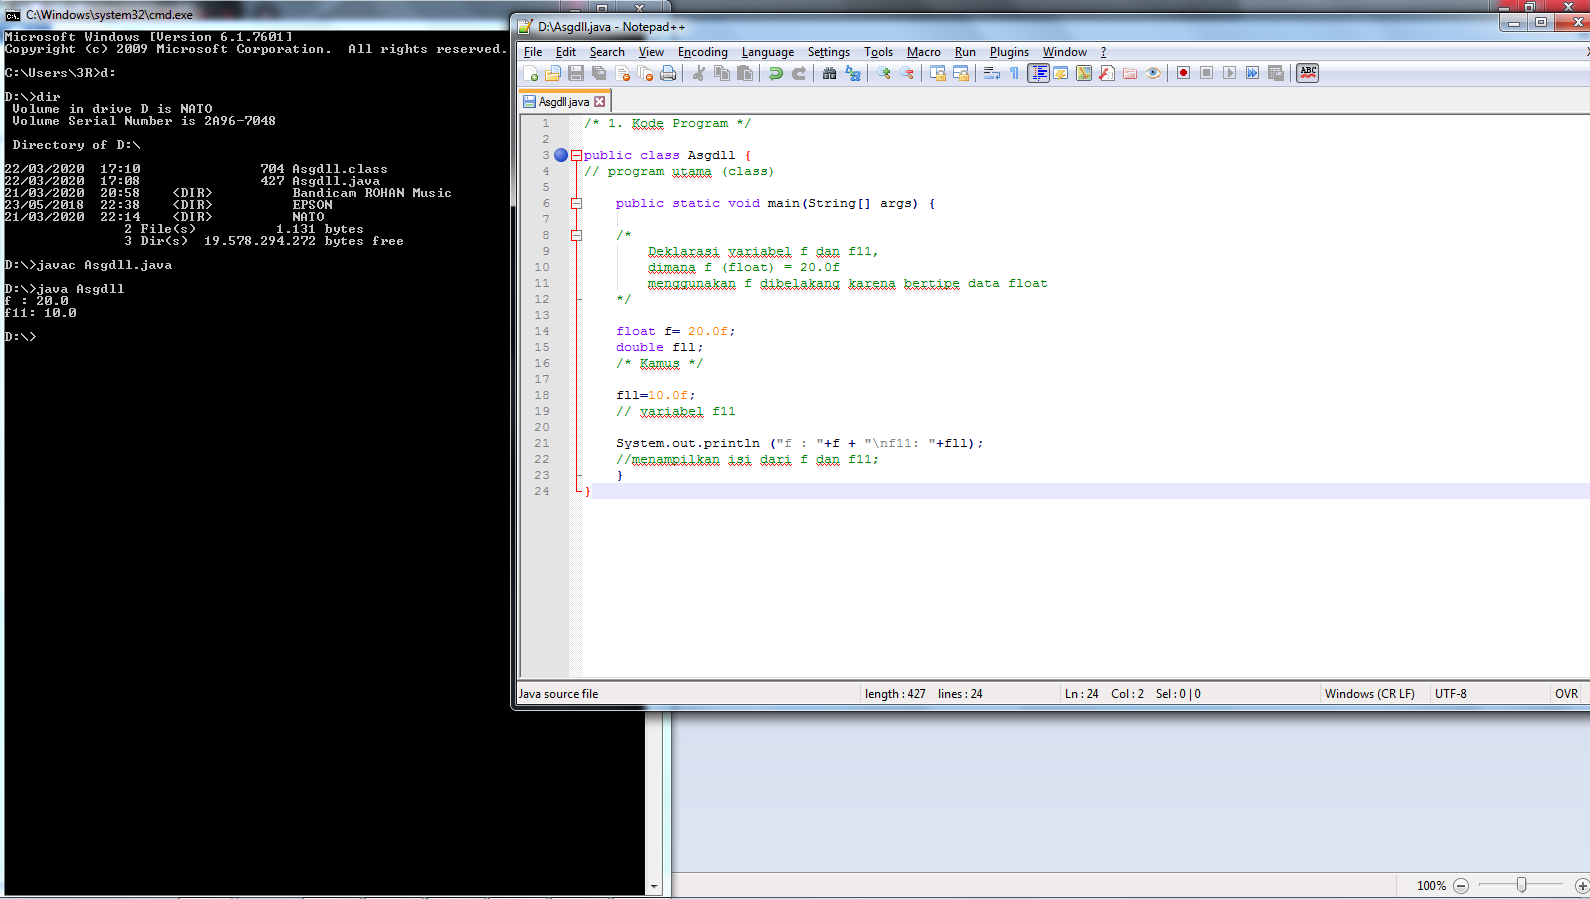 C:\Windows\system32\cmd.exe
Microsoft Windows [Version 6.1.7601]
Copyright (c) 2009 Microsoft Corporation.  All rights reserved.
C:\Users\3R>d:
D:\>dir
Volume in drive D is NATO
Volume Serial Number is 2A96-7048
Directory of D:\
22/03/2020  17:10               704 Asgdll.class
22/03/2020  17:08               427 Asgdll.java
21/03/2020  20:58    <DIR>          Bandicam ROHAN Music
23/05/2018  22:38    <DIR>          EPSON
21/03/2020  22:14    <DIR>          NATO
2 File(s)          1.131 bytes
3 Dir(s)  19.578.294.272 bytes free
D:\>javac Asgdll.java
D:\>java Asgdll
f : 20.0
f11: 10.0
D:\>
D:\Asgdll.java - Notepad++
File Edit Search View Encoding Language Settings Tools Macro Run Plugins Window ?
ABC
Asgdll.java
1 /* 1. Kode Program */
2
3 public class Asgdll {
4 // program utama (class)
5
6 public static void main(String[] args) {
7
8 /*
9 Deklarasi variabel f dan f11,
10 dimana f (float) = 20.0f
11 menggunakan f dibelakang karena bertipe data float
12 */
13
14 float f= 20.0f;
15 double fll;
16 /* Kamus */
17
18 fll=10.0f;
19 // variabel f11
20
21 System.out.println ("f : "+f + "\nf11: "+fll);
22 //menampilkan isi dari f dan f11;
23 }
24 }
Java source file length : 427 lines : 24 Ln : 24 Col : 2 Sel : 0 | 0 Windows (CR LF) UTF-8 OVR
100%